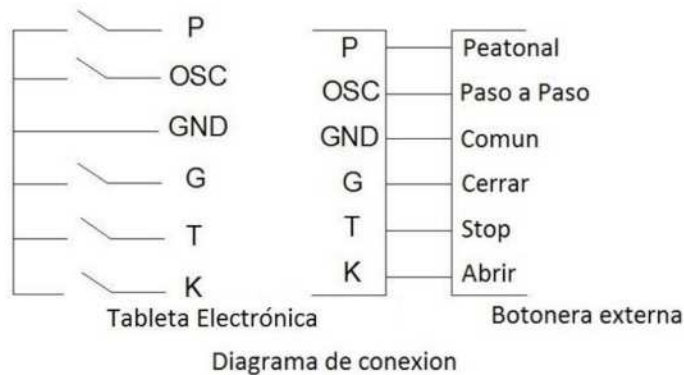 P
OSC
GND
G
T
K
Tableta Electrónica
P
OSC
GND
G
T
K
Peatonal
Paso a Paso
Comun
Cerrar
Stop
Abrir
Botonera externa
Diagrama de conexion